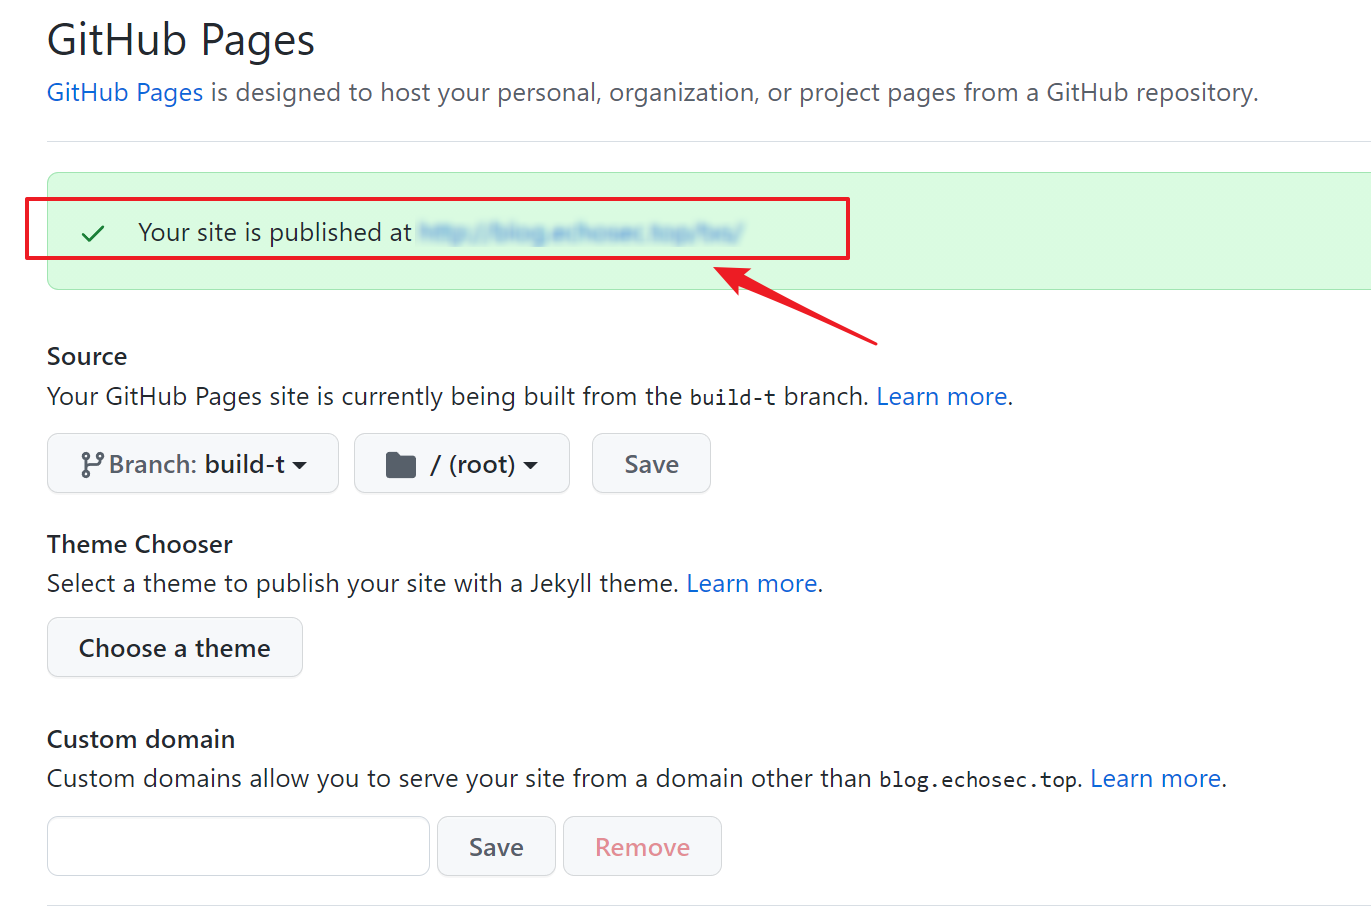 GitHub Pages
GitHub Pages is designed to host your personal, organization, or project pages from a GitHub repository.
Your site is published at
Source
Your GitHub Pages site is currently being built from the build-t branch. Learn more.
Branch: build-t
/ (root)
Save
Theme Chooser
Select a theme to publish your site with a Jekyll theme. Learn more.
Choose a theme
Custom domain
Custom domains allow you to serve your site from a domain other than blog.echosec.top. Learn more.
Save
Remove